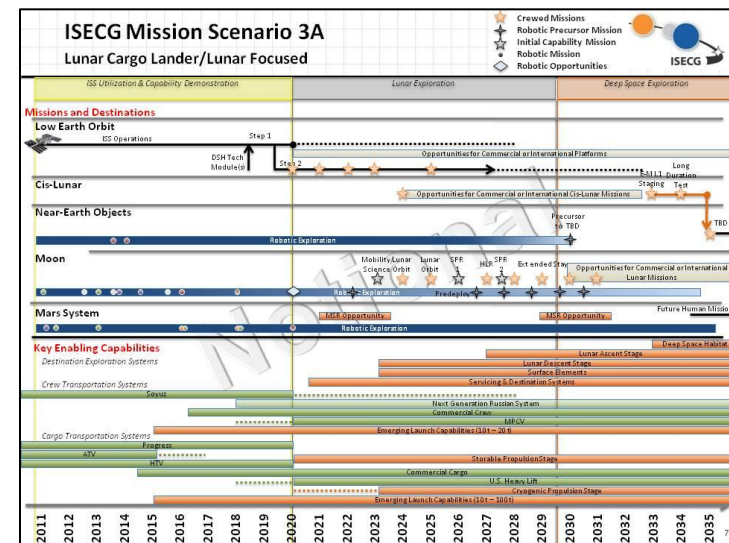 ISECG Mission Scenario 3A
Lunar Cargo Lander/Lunar Focused
Crewed Missions
Robotic Precursor Mission
Initial Capability Mission
Robotic Mission
Robotic Opportunities
ISECG
ISS Utilization & Capability Demonstration
Lunar Exploration
Deep Space Exploration
Missions and Destinations
Low Earth Orbit
ISS Operations
Step 1
DSH Tech
Module(s)
Step 2
Opportunities for Commercial or International Platforms
Long
Duration
Test
E-M L1
Staging
Cis-Lunar
Opportunities for Commercial or International Cis-Lunar Missions
TBD
Near-Earth Objects
Precursor
to TBD
Robotic Exploration
Moon
Mobility/Lunar
Science Orbit
Lunar
Orbit
SPR
1
HLR
SPR
2
Extended Stay
Opportunities for Commercial or International
Lunar Missions
Robotic Exploration
Predeploy
Mars System
MSR Opportunity
MSR Opportunity
Future Human Missio
Robotic Exploration
Notional
Key Enabling Capabilities
Deep Space Habitat
Destination Exploration Systems
Lunar Ascent Stage
Lunar Descent Stage
Surface Elements
Servicing & Destination Systems
Crew Transportation Systems
Soyuz
Next Generation Russian System
Commercial Crew
MPCV
Emerging Launch Capabilities (10t – 20t)
Cargo Transportation Systems
Progress
ATV
HTV
Storable Propulsion Stage
Commercial Cargo
U.S. Heavy Lift
Cryogenic Propulsion Stage
Emerging Launch Capabilities (10t – 100t)
2011 2012 2013 2014 2015 2016 2017 2018 2019 2020 2021 2022 2023 2024 2025 2026 2027 2028 2029 2030 2031 2032 2033 2034 2035
7